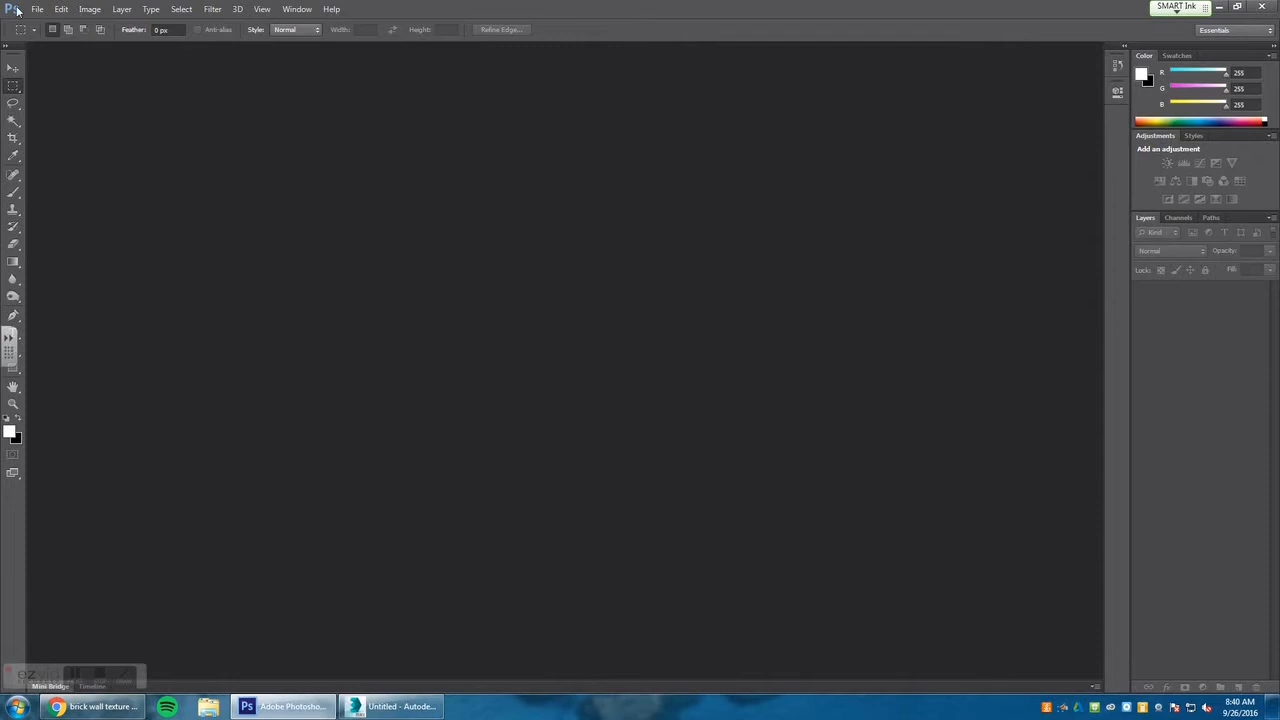 Ps File Edit Image Layer Type Select Filter 3D View Window Help
SMART Ink
Feather: 0 px Anti-alias Style: Normal Width: Height: Refine Edge... Essentials
Color Swatches
R 255
G 255
B 255
Adjustments Styles
Add an adjustment
Layers Channels Paths
Kind
Normal Opacity:
Lock: Fill:
ezvid
Mini Bridge Timeline
brick wall texture ... Ps Adobe Photosho... Untitled - Autode...
8:40 AM
9/26/2016